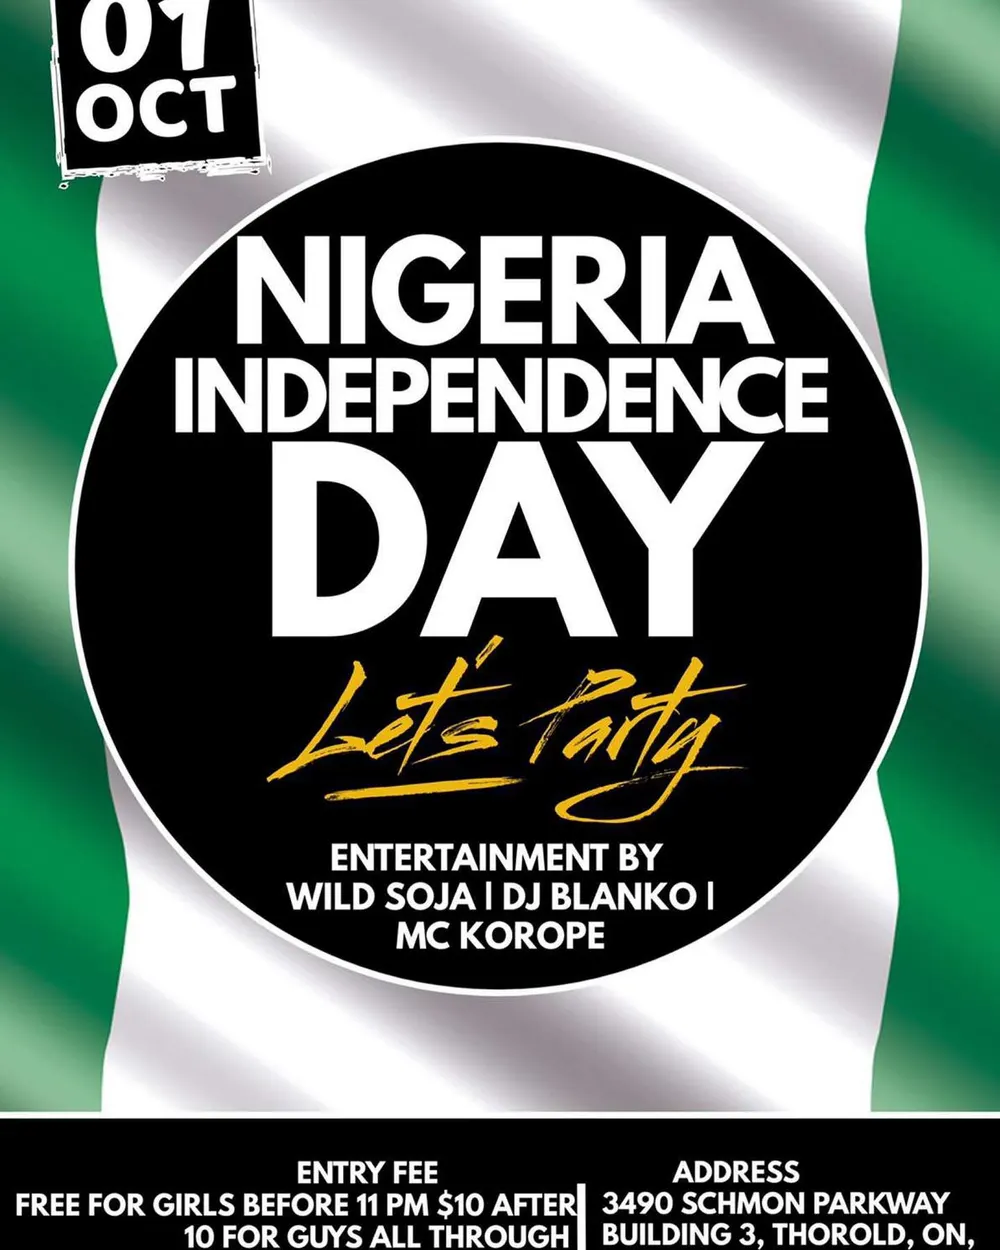 01
OCT
NIGERIA
INDEPENDENCE
DAY
Let's Party
ENTERTAINMENT BY
WILD SOJA | DJ BLANKO |
MC KOROPE
ENTRY FEE
FREE FOR GIRLS BEFORE 11 PM $10 AFTER
10 FOR GUYS ALL THROUGH
ADDRESS
3490 SCHMON PARKWAY
BUILDING 3, THOROLD, ON,